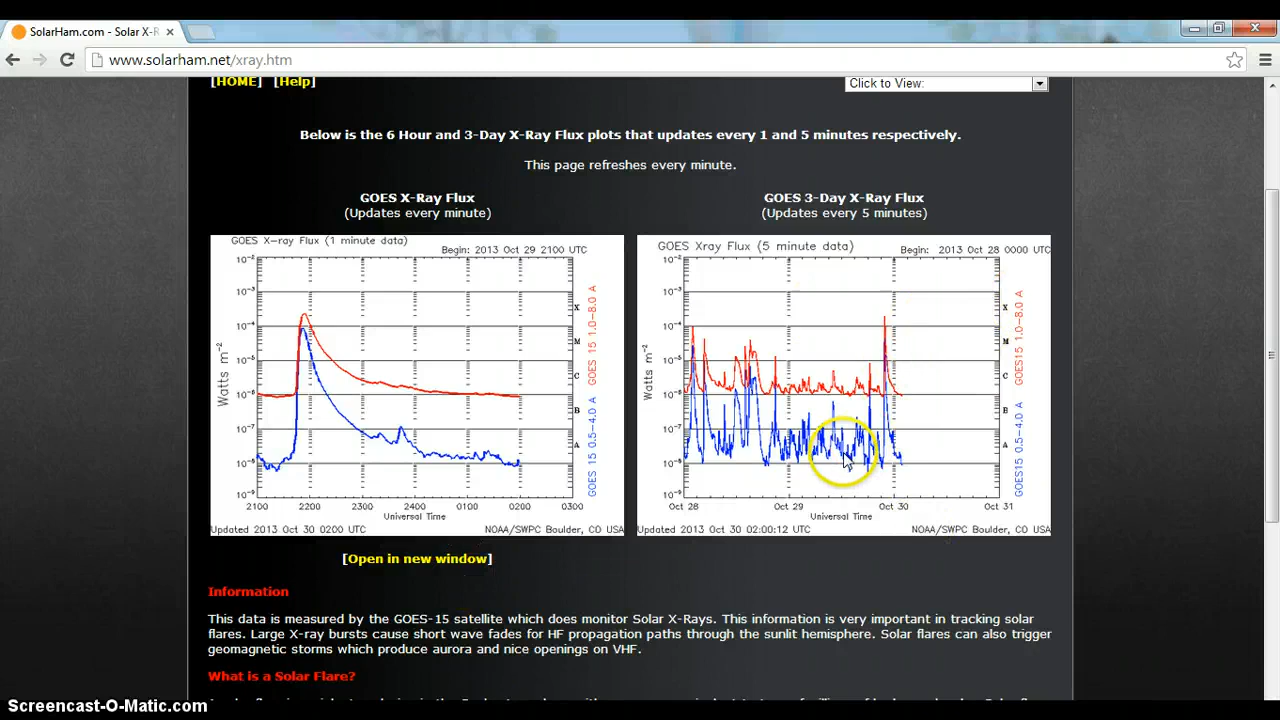 SolarHam.com - Solar X-R
www.solarham.net/xray.htm
[HOME] [Help]
Click to View:
Below is the 6 Hour and 3-Day X-Ray Flux plots that updates every 1 and 5 minutes respectively.
This page refreshes every minute.
GOES X-Ray Flux
(Updates every minute)
GOES 3-Day X-Ray Flux
(Updates every 5 minutes)
GOES X-ray Flux (1 minute data)
Begin: 2013 Oct 29 2100 UTC
10⁻²
10⁻³
10⁻⁴
10⁻⁵
10⁻⁶
10⁻⁷
10⁻⁸
10⁻⁹
Watts m⁻²
X
M
C
B
A
GOES 15 1.0-8.0 A
GOES 15 0.5-4.0 A
2100 2200 2300 2400 0100 0200 0300
Universal Time
Updated 2013 Oct 30 0200 UTC
NOAA/SWPC Boulder, CO USA
GOES Xray Flux (5 minute data)
Begin: 2013 Oct 28 0000 UTC
10⁻²
10⁻³
10⁻⁴
10⁻⁵
10⁻⁶
10⁻⁷
10⁻⁸
10⁻⁹
Watts m⁻²
X
M
C
B
A
GOES15 1.0-8.0 A
GOES15 0.5-4.0 A
Oct 28 Oct 29 Oct 30 Oct 31
Universal Time
Updated 2013 Oct 30 02:00:12 UTC
NOAA/SWPC Boulder, CO USA
[Open in new window]
Information
This data is measured by the GOES-15 satellite which does monitor Solar X-Rays. This information is very important in tracking solar
flares. Large X-ray bursts cause short wave fades for HF propagation paths through the sunlit hemisphere. Solar flares can also trigger
geomagnetic storms which produce aurora and nice openings on VHF.
What is a Solar Flare?
Screencast-O-Matic.com